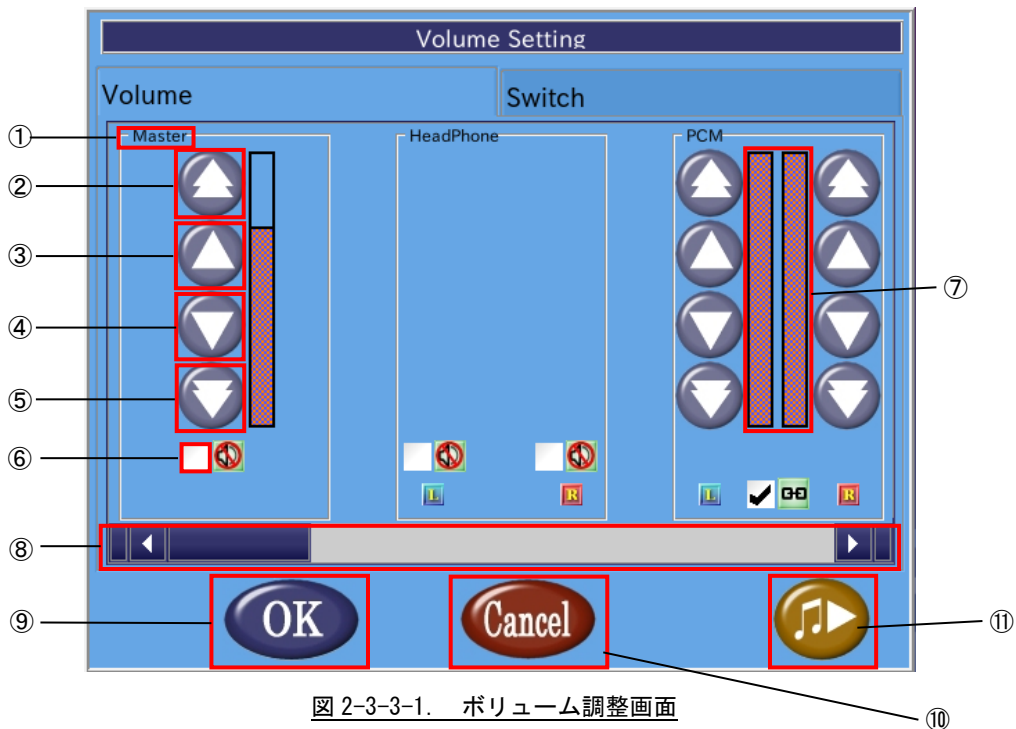 Volume Setting
Volume
Switch
① Master
HeadPhone
PCM
②
③
⑦
④
⑤
⑥
L
R
L
R
⑧
⑨ OK
Cancel
⑪
⑩
図 2-3-3-1. ボリューム調整画面